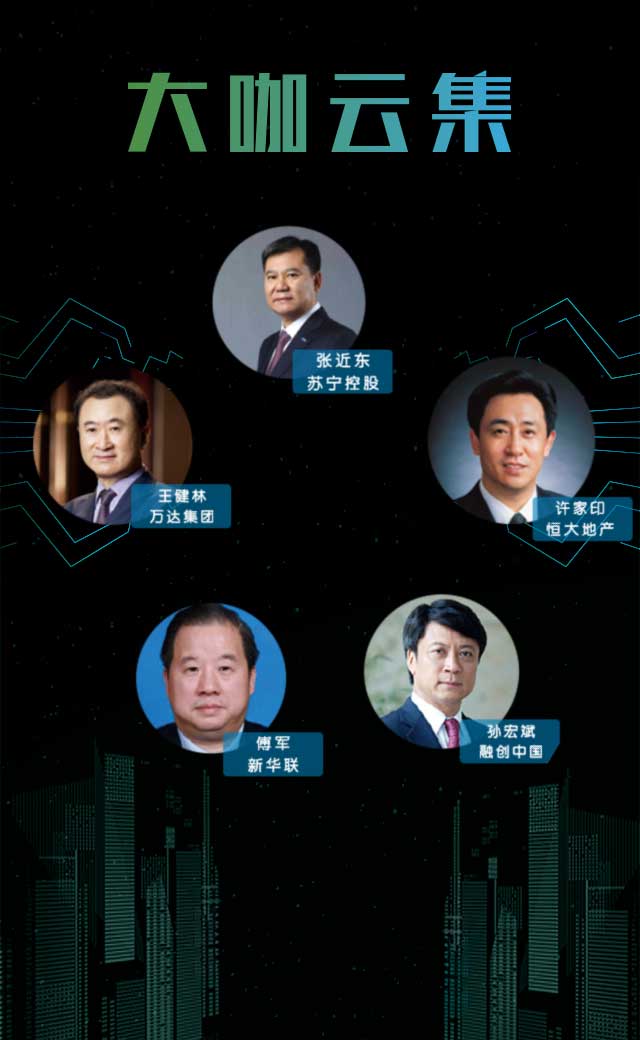 大咖云集
张近东
苏宁控股
王健林
万达集团
许家印
恒大地产
傅军
新华联
孙宏斌
融创中国